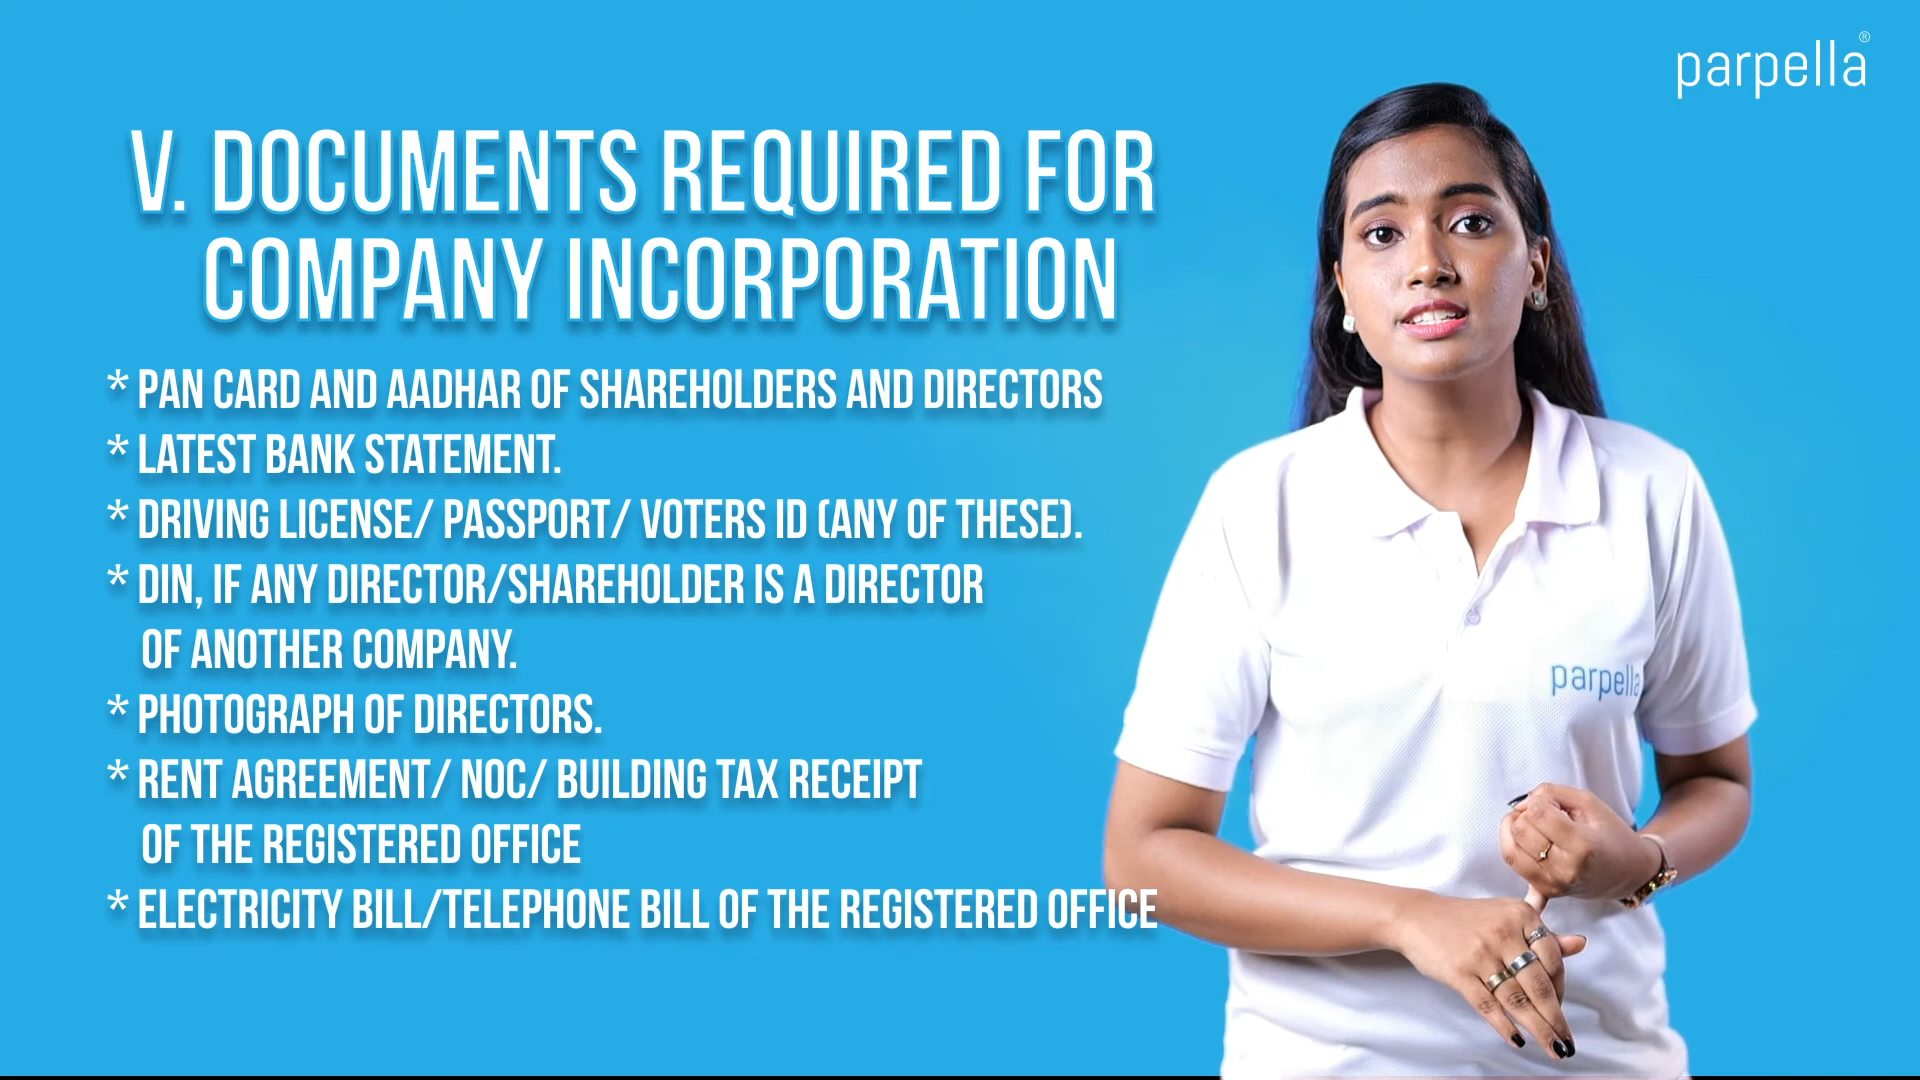 parpella®
V. DOCUMENTS REQUIRED FOR
COMPANY INCORPORATION
* PAN CARD AND AADHAR OF SHAREHOLDERS AND DIRECTORS
* LATEST BANK STATEMENT.
* DRIVING LICENSE/ PASSPORT/ VOTERS ID (ANY OF THESE).
* DIN, IF ANY DIRECTOR/SHAREHOLDER IS A DIRECTOR
OF ANOTHER COMPANY.
* PHOTOGRAPH OF DIRECTORS.
* RENT AGREEMENT/ NOC/ BUILDING TAX RECEIPT
OF THE REGISTERED OFFICE
* ELECTRICITY BILL/TELEPHONE BILL OF THE REGISTERED OFFICE
parpella